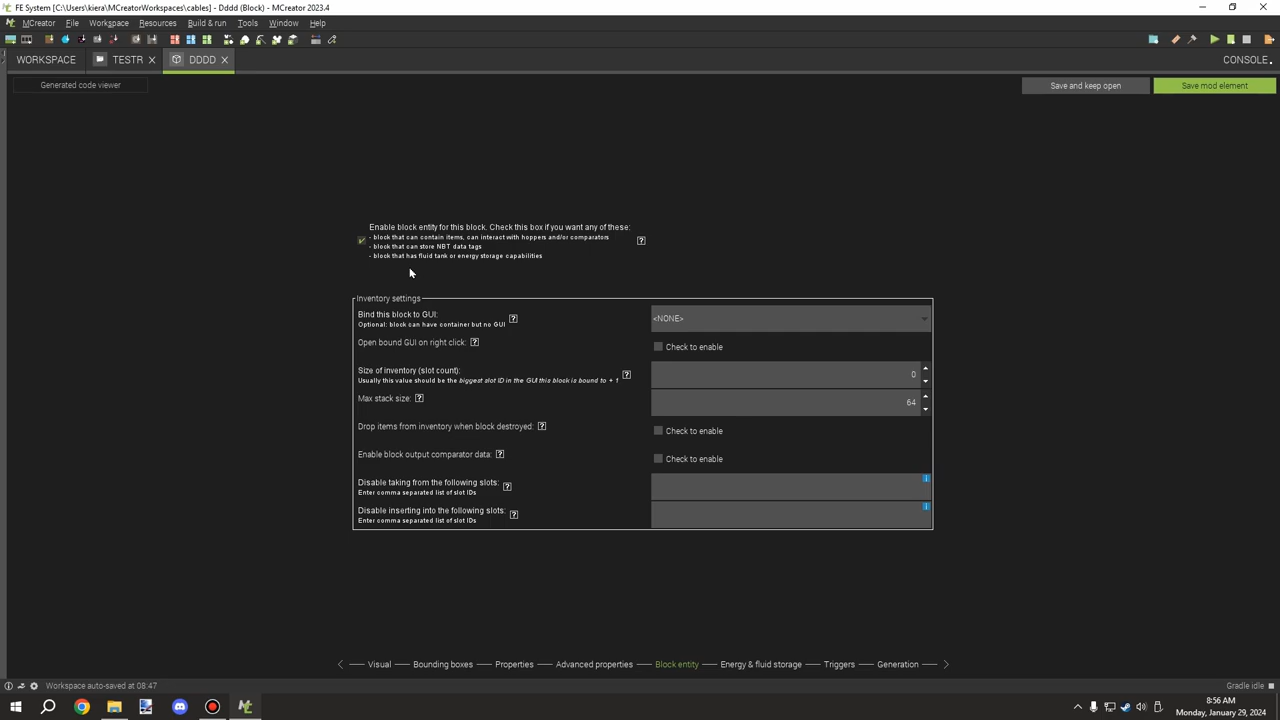 FE System [C:\Users\kiera\MCreatorWorkspaces\cables] - Dddd (Block) - MCreator 2023.4
MCreator File Workspace Resources Build & run Tools Window Help
WORKSPACE TESTR DDDD CONSOLE
Generated code viewer Save and keep open Save mod element
Enable block entity for this block. Check this box if you want any of these:
- block that can contain items, can interact with hoppers and/or comparators
- block that can store NBT data tags
- block that has fluid tank or energy storage capabilities
Inventory settings
Bind this block to GUI: <NONE>
Optional: block can have container but no GUI
Open bound GUI on right click: Check to enable
Size of inventory (slot count): 0
Usually this value should be the biggest slot ID in the GUI this block is bound to + 1
Max stack size: 64
Drop items from inventory when block destroyed: Check to enable
Enable block output comparator data: Check to enable
Disable taking from the following slots:
Enter comma separated list of slot IDs
Disable inserting into the following slots:
Enter comma separated list of slot IDs
Visual Bounding boxes Properties Advanced properties Block entity Energy & fluid storage Triggers Generation
Workspace auto-saved at 08:47 Gradle idle
8:56 AM
Monday, January 29, 2024